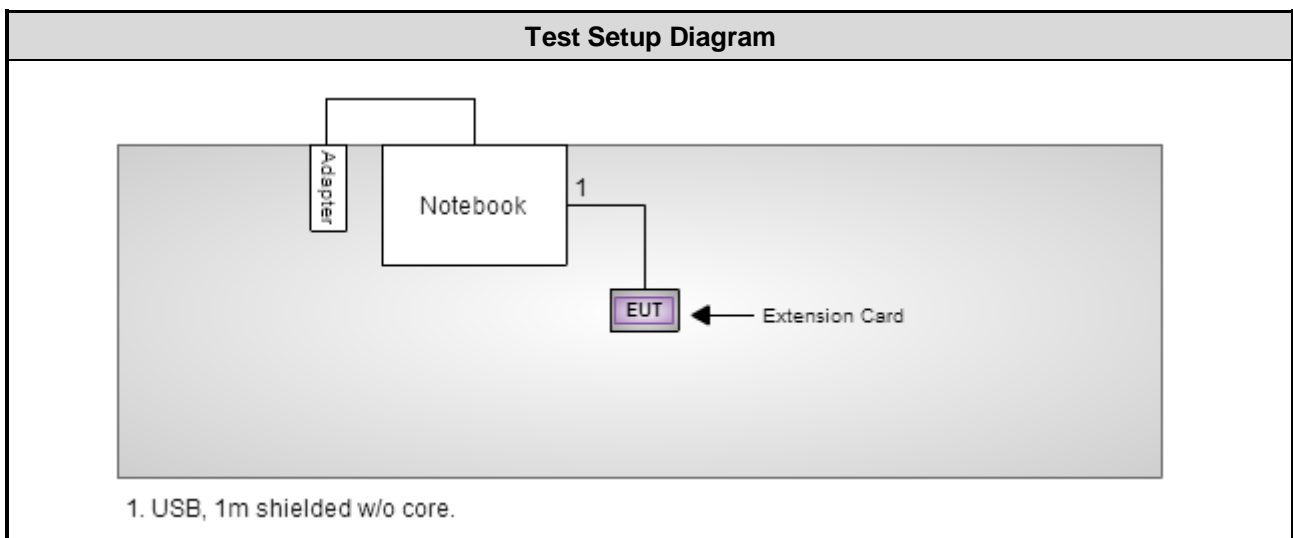 Test Setup Diagram
Adapter
Notebook
1
EUT
Extension Card
1. USB, 1m shielded w/o core.